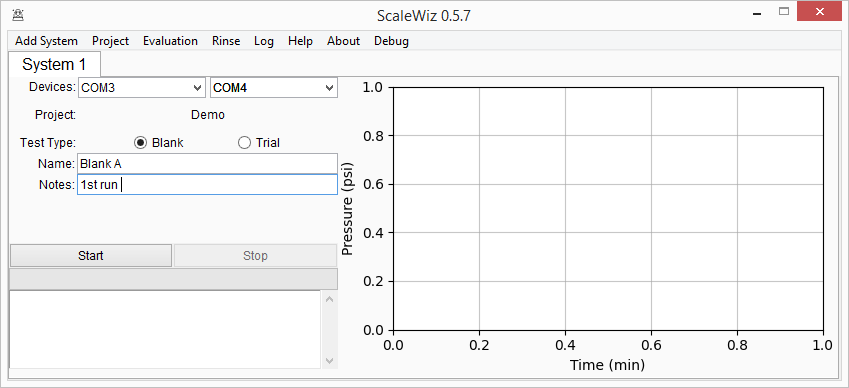 ScaleWiz 0.5.7
Add System Project Evaluation Rinse Log Help About Debug
System 1
Devices: COM3 COM4
Project: Demo
Test Type: Blank Trial
Name: Blank A
Notes: 1st run
Start Stop
Pressure (psi)
1.0
0.8
0.6
0.4
0.2
0.0
0.0 0.2 0.4 0.6 0.8 1.0
Time (min)